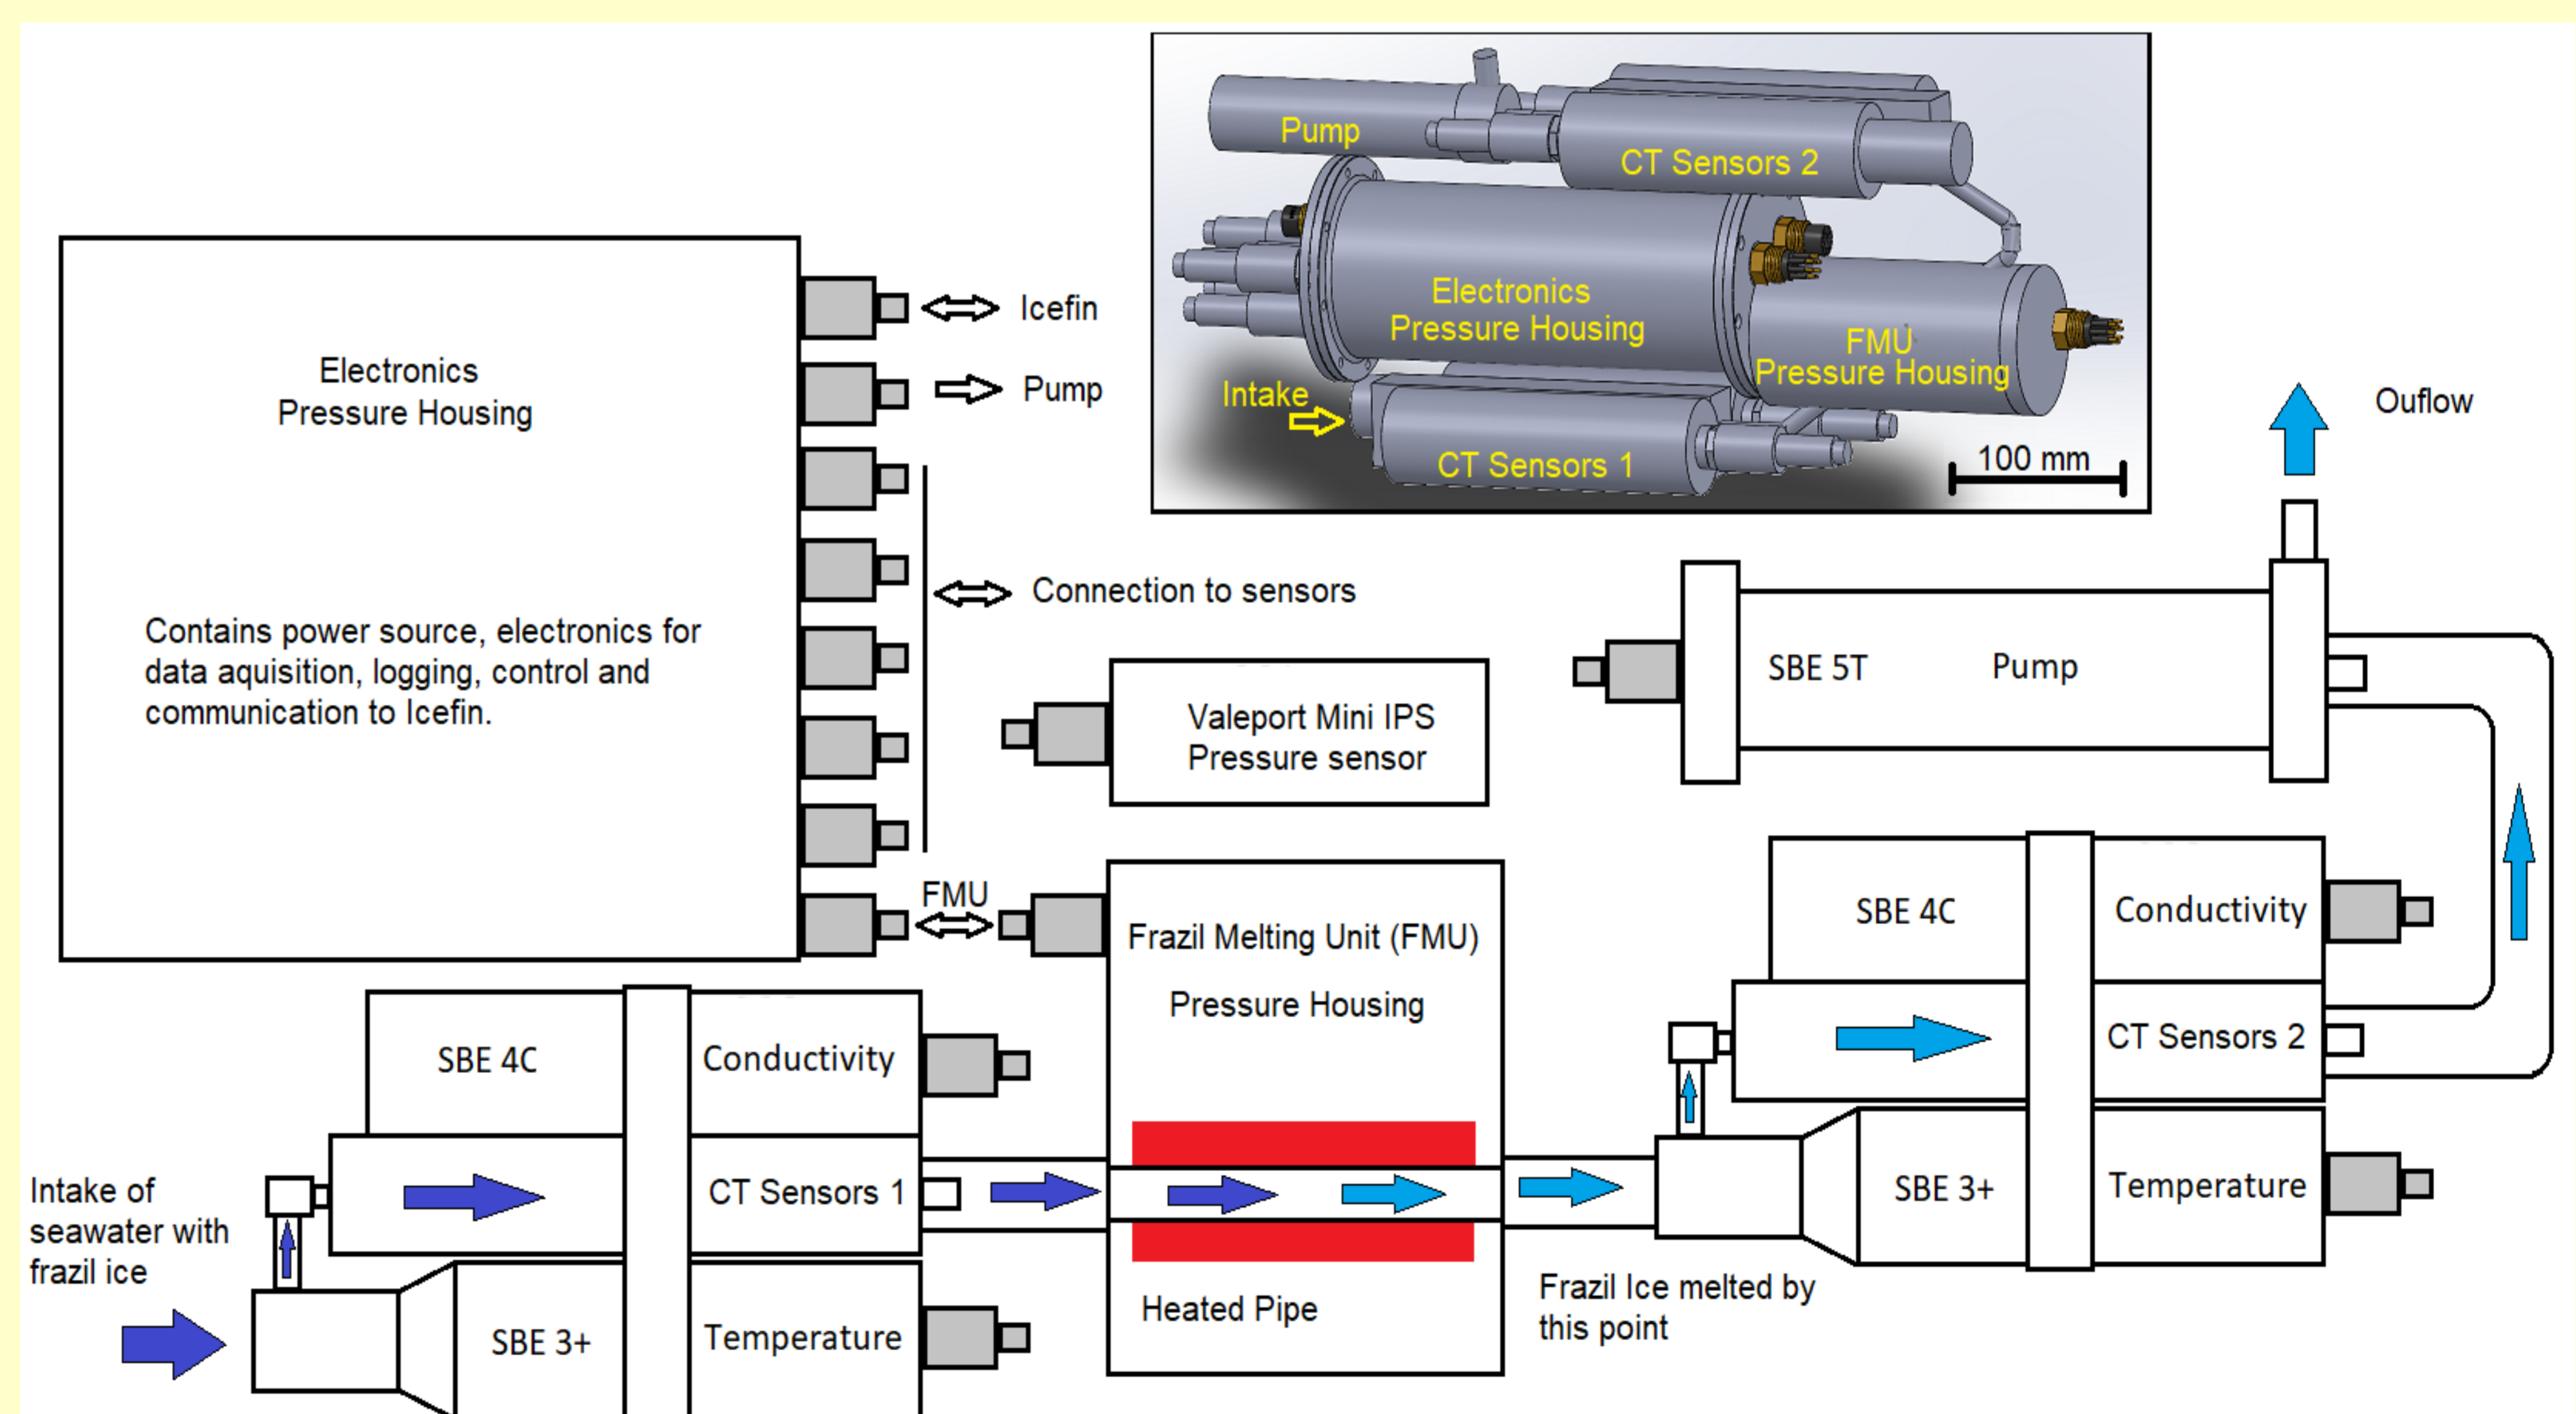 Pump
CT Sensors 2
Electronics
Pressure Housing
FMU
Pressure Housing
Intake
CT Sensors 1
100 mm
Electronics
Pressure Housing
Contains power source, electronics for
data aquisition, logging, control and
communication to Icefin.
Icefin
Pump
Connection to sensors
FMU
Valeport Mini IPS
Pressure sensor
Ouflow
SBE 5T
Pump
Frazil Melting Unit (FMU)
Pressure Housing
Heated Pipe
SBE 4C
Conductivity
CT Sensors 2
SBE 3+
Temperature
SBE 4C
Conductivity
CT Sensors 1
SBE 3+
Temperature
Intake of
seawater with
frazil ice
Frazil Ice melted by
this point